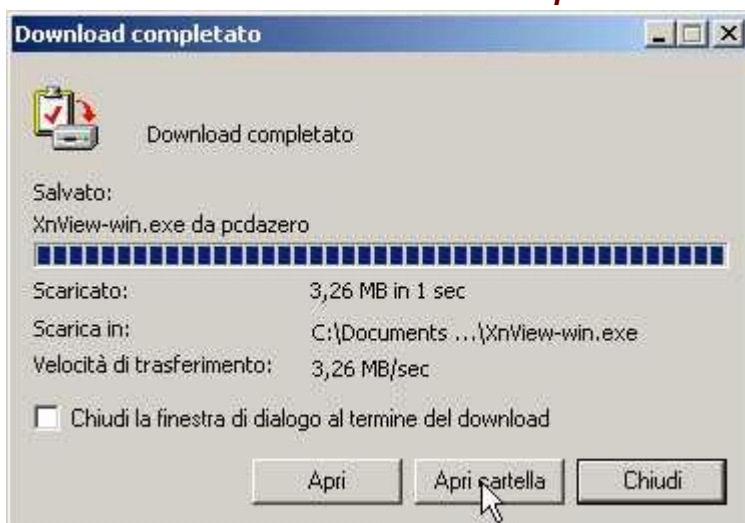 Download completato
Download completato
Salvato:
XnView-win.exe da pcdazero
Scaricato: 3,26 MB in 1 sec
Scarica in: C:\Documents ...\XnView-win.exe
Velocità di trasferimento: 3,26 MB/sec
Chiudi la finestra di dialogo al termine del download
Apri Apri cartella Chiudi